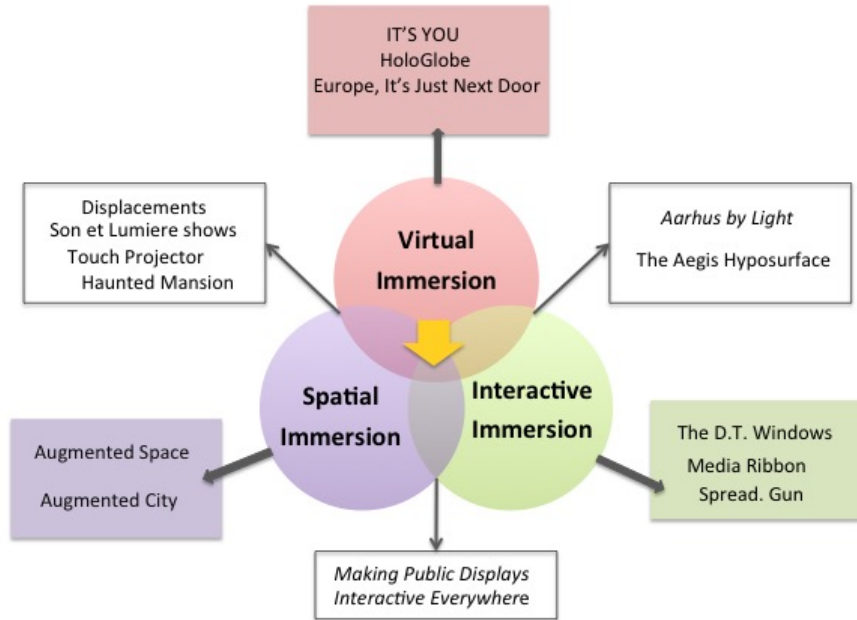 IT’S YOU
HoloGlobe
Europe, It’s Just Next Door
Displacements
Son et Lumiere shows
Touch Projector
Haunted Mansion
Virtual
Immersion
Aarhus by Light
The Aegis Hyposurface
Spatial
Immersion
Interactive
Immersion
Augmented Space
Augmented City
The D.T. Windows
Media Ribbon
Spread. Gun
Making Public Displays
Interactive Everywhere